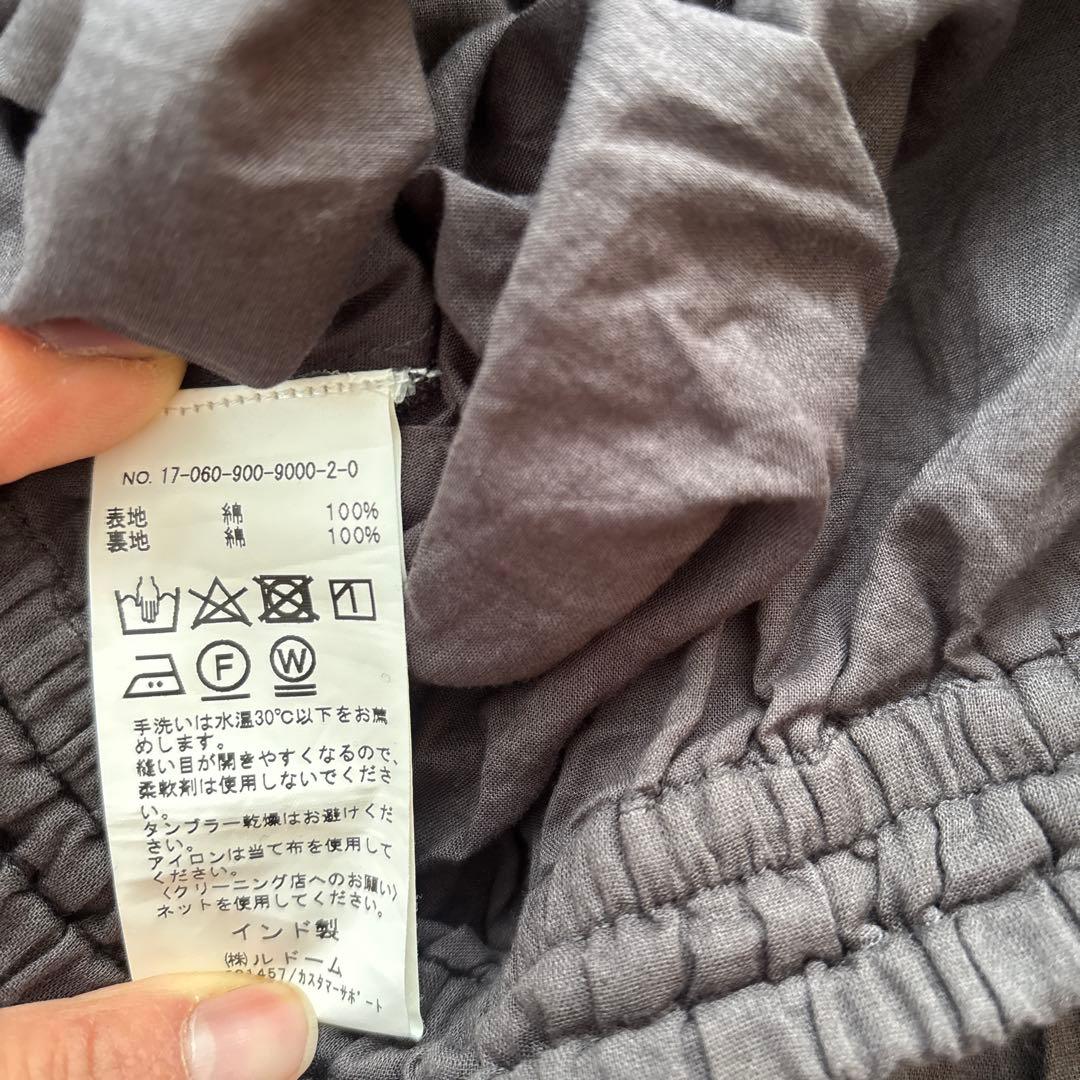 NO. 17-060-900-9000-2-0
表地 綿 100%
裏地 綿 100%
F W
手洗いは水温30℃以下をお薦
めします。
縫い目が開きやすくなるので、
柔軟剤は使用しないでくださ
い。
タンブラー乾燥はお避けくだ
さい。
アイロンは当て布を使用して
ください。
〈クリーニング店へのお願い〉
ネットを使用してください。
インド製
(株)ルドーム
1457/カスタマーサポート